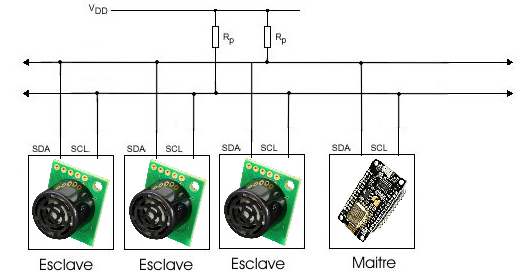 VDD
Rp Rp
SDA SCL. SDA SCL SDA SCL SDA SCL
Esclave Esclave Esclave Maitre